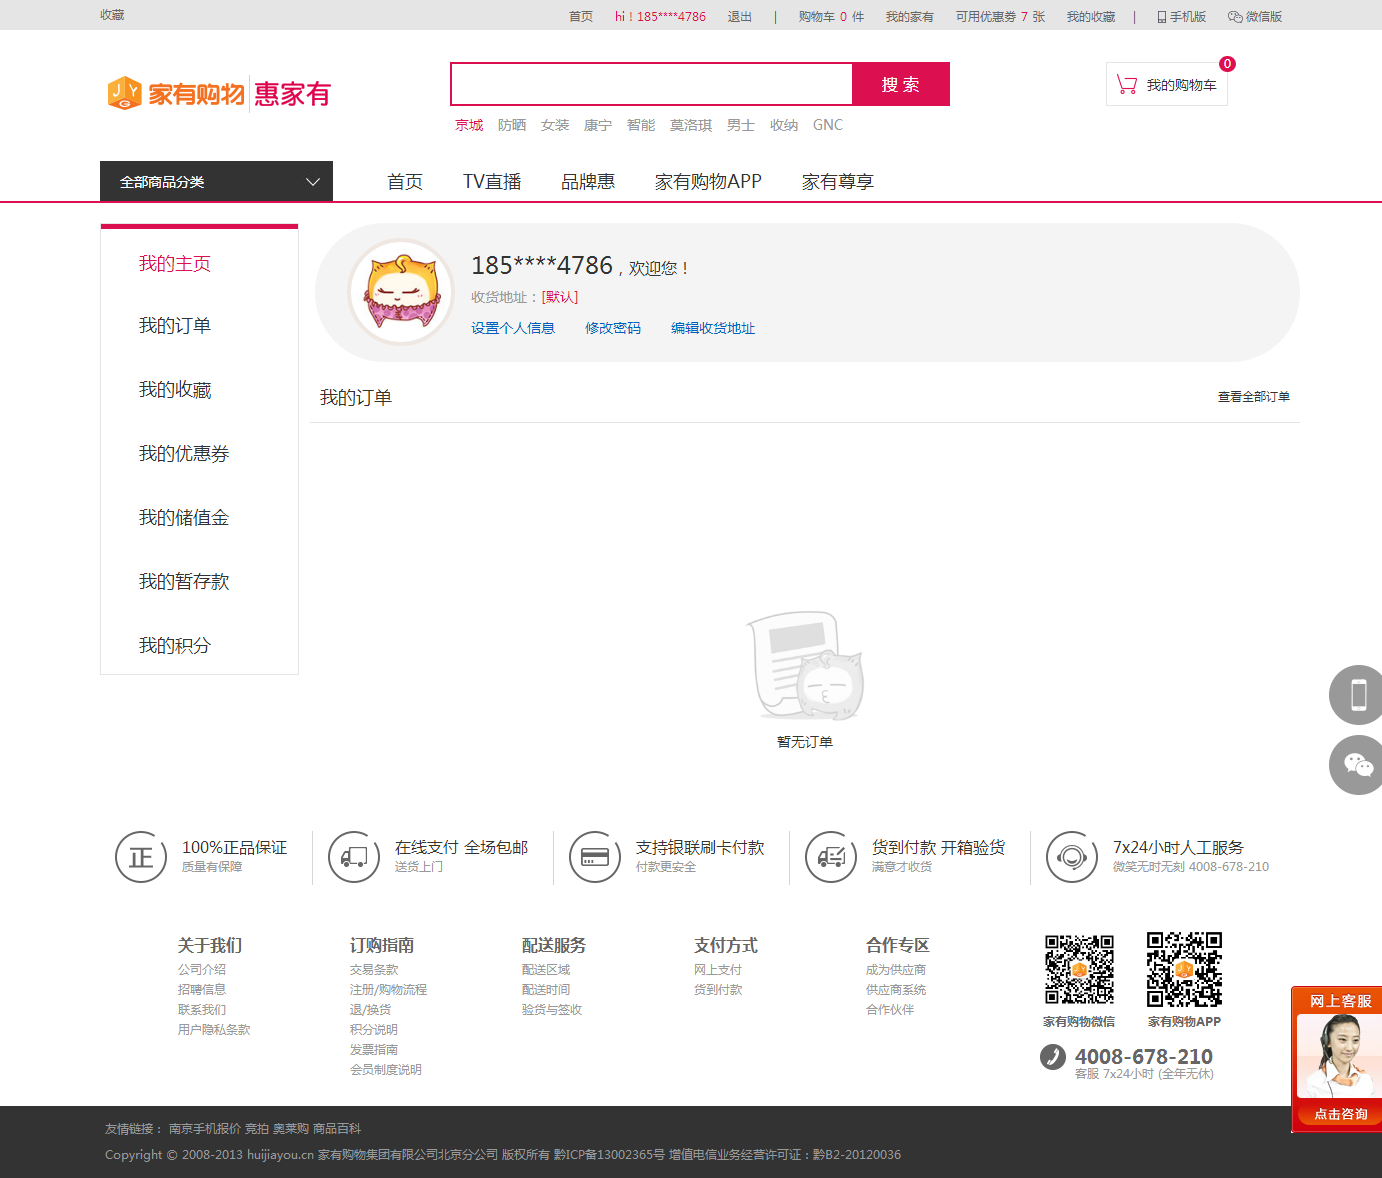 收藏
首页 hi！185****4786 退出 | 购物车 0 件 我的家有 可用优惠券 7 张 我的收藏 | 手机版 微信版
家有购物 惠家有
搜 索
我的购物车 0
京城 防晒 女装 康宁 智能 莫洛琪 男士 收纳 GNC
全部商品分类
首页 TV直播 品牌惠 家有购物APP 家有尊享
我的主页
我的订单
我的收藏
我的优惠券
我的储值金
我的暂存款
我的积分
185****4786，欢迎您！
收货地址：[默认]
设置个人信息 修改密码 编辑收货地址
我的订单 查看全部订单
暂无订单
正
100%正品保证
质量有保障
在线支付 全场包邮
送货上门
支持银联刷卡付款
付款更安全
货到付款 开箱验货
满意才收货
7x24小时人工服务
微笑无时无刻 4008-678-210
关于我们
公司介绍
招聘信息
联系我们
用户隐私条款
订购指南
交易条款
注册/购物流程
退/换货
积分说明
发票指南
会员制度说明
配送服务
配送区域
配送时间
验货与签收
支付方式
网上支付
货到付款
合作专区
成为供应商
供应商系统
合作伙伴
家有购物微信 家有购物APP
4008-678-210
客服 7x24小时 (全年无休)
网上客服
点击咨询
友情链接： 南京手机报价 竞拍 奥莱购 商品百科
Copyright © 2008-2013 huijiayou.cn 家有购物集团有限公司北京分公司 版权所有 黔ICP备13002365号 增值电信业务经营许可证：黔B2-20120036